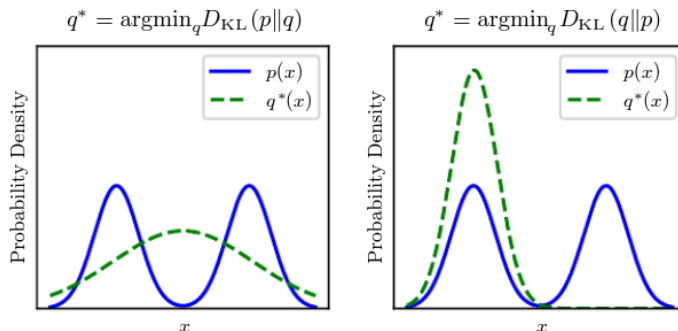 q* = argmin_q D_KL(p‖q)
p(x)
q*(x)
Probability Density
x
q* = argmin_q D_KL(q‖p)
p(x)
q*(x)
Probability Density
x